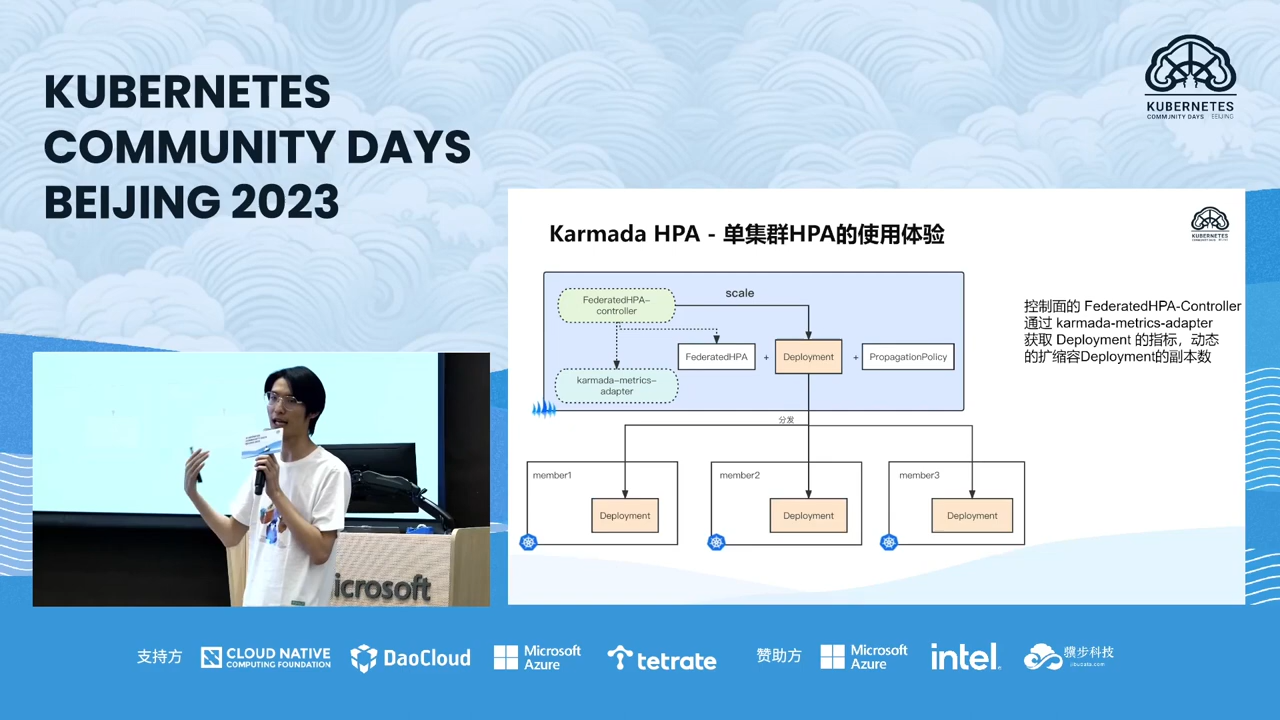 KUBERNETES
COMMUNITY DAYS
BEIJING 2023
KUBERNETES
COMMUNITY DAYS BEIJING
Karmada HPA - 单集群HPA的使用体验
KUBERNETES
FederatedHPA-
controller
scale
FederatedHPA
+
Deployment
+
PropagationPolicy
karmada-metrics-
adapter
分发
member1
Deployment
member2
Deployment
member3
Deployment
控制面的 FederatedHPA-Controller
通过 karmada-metrics-adapter
获取 Deployment 的指标，动态
的扩缩容Deployment的副本数
icrosoft
支持方
CLOUD NATIVE
COMPUTING FOUNDATION
DaoCloud
Microsoft
Azure
tetrate
赞助方
Microsoft
Azure
intel.
骥步科技
jibudata.com